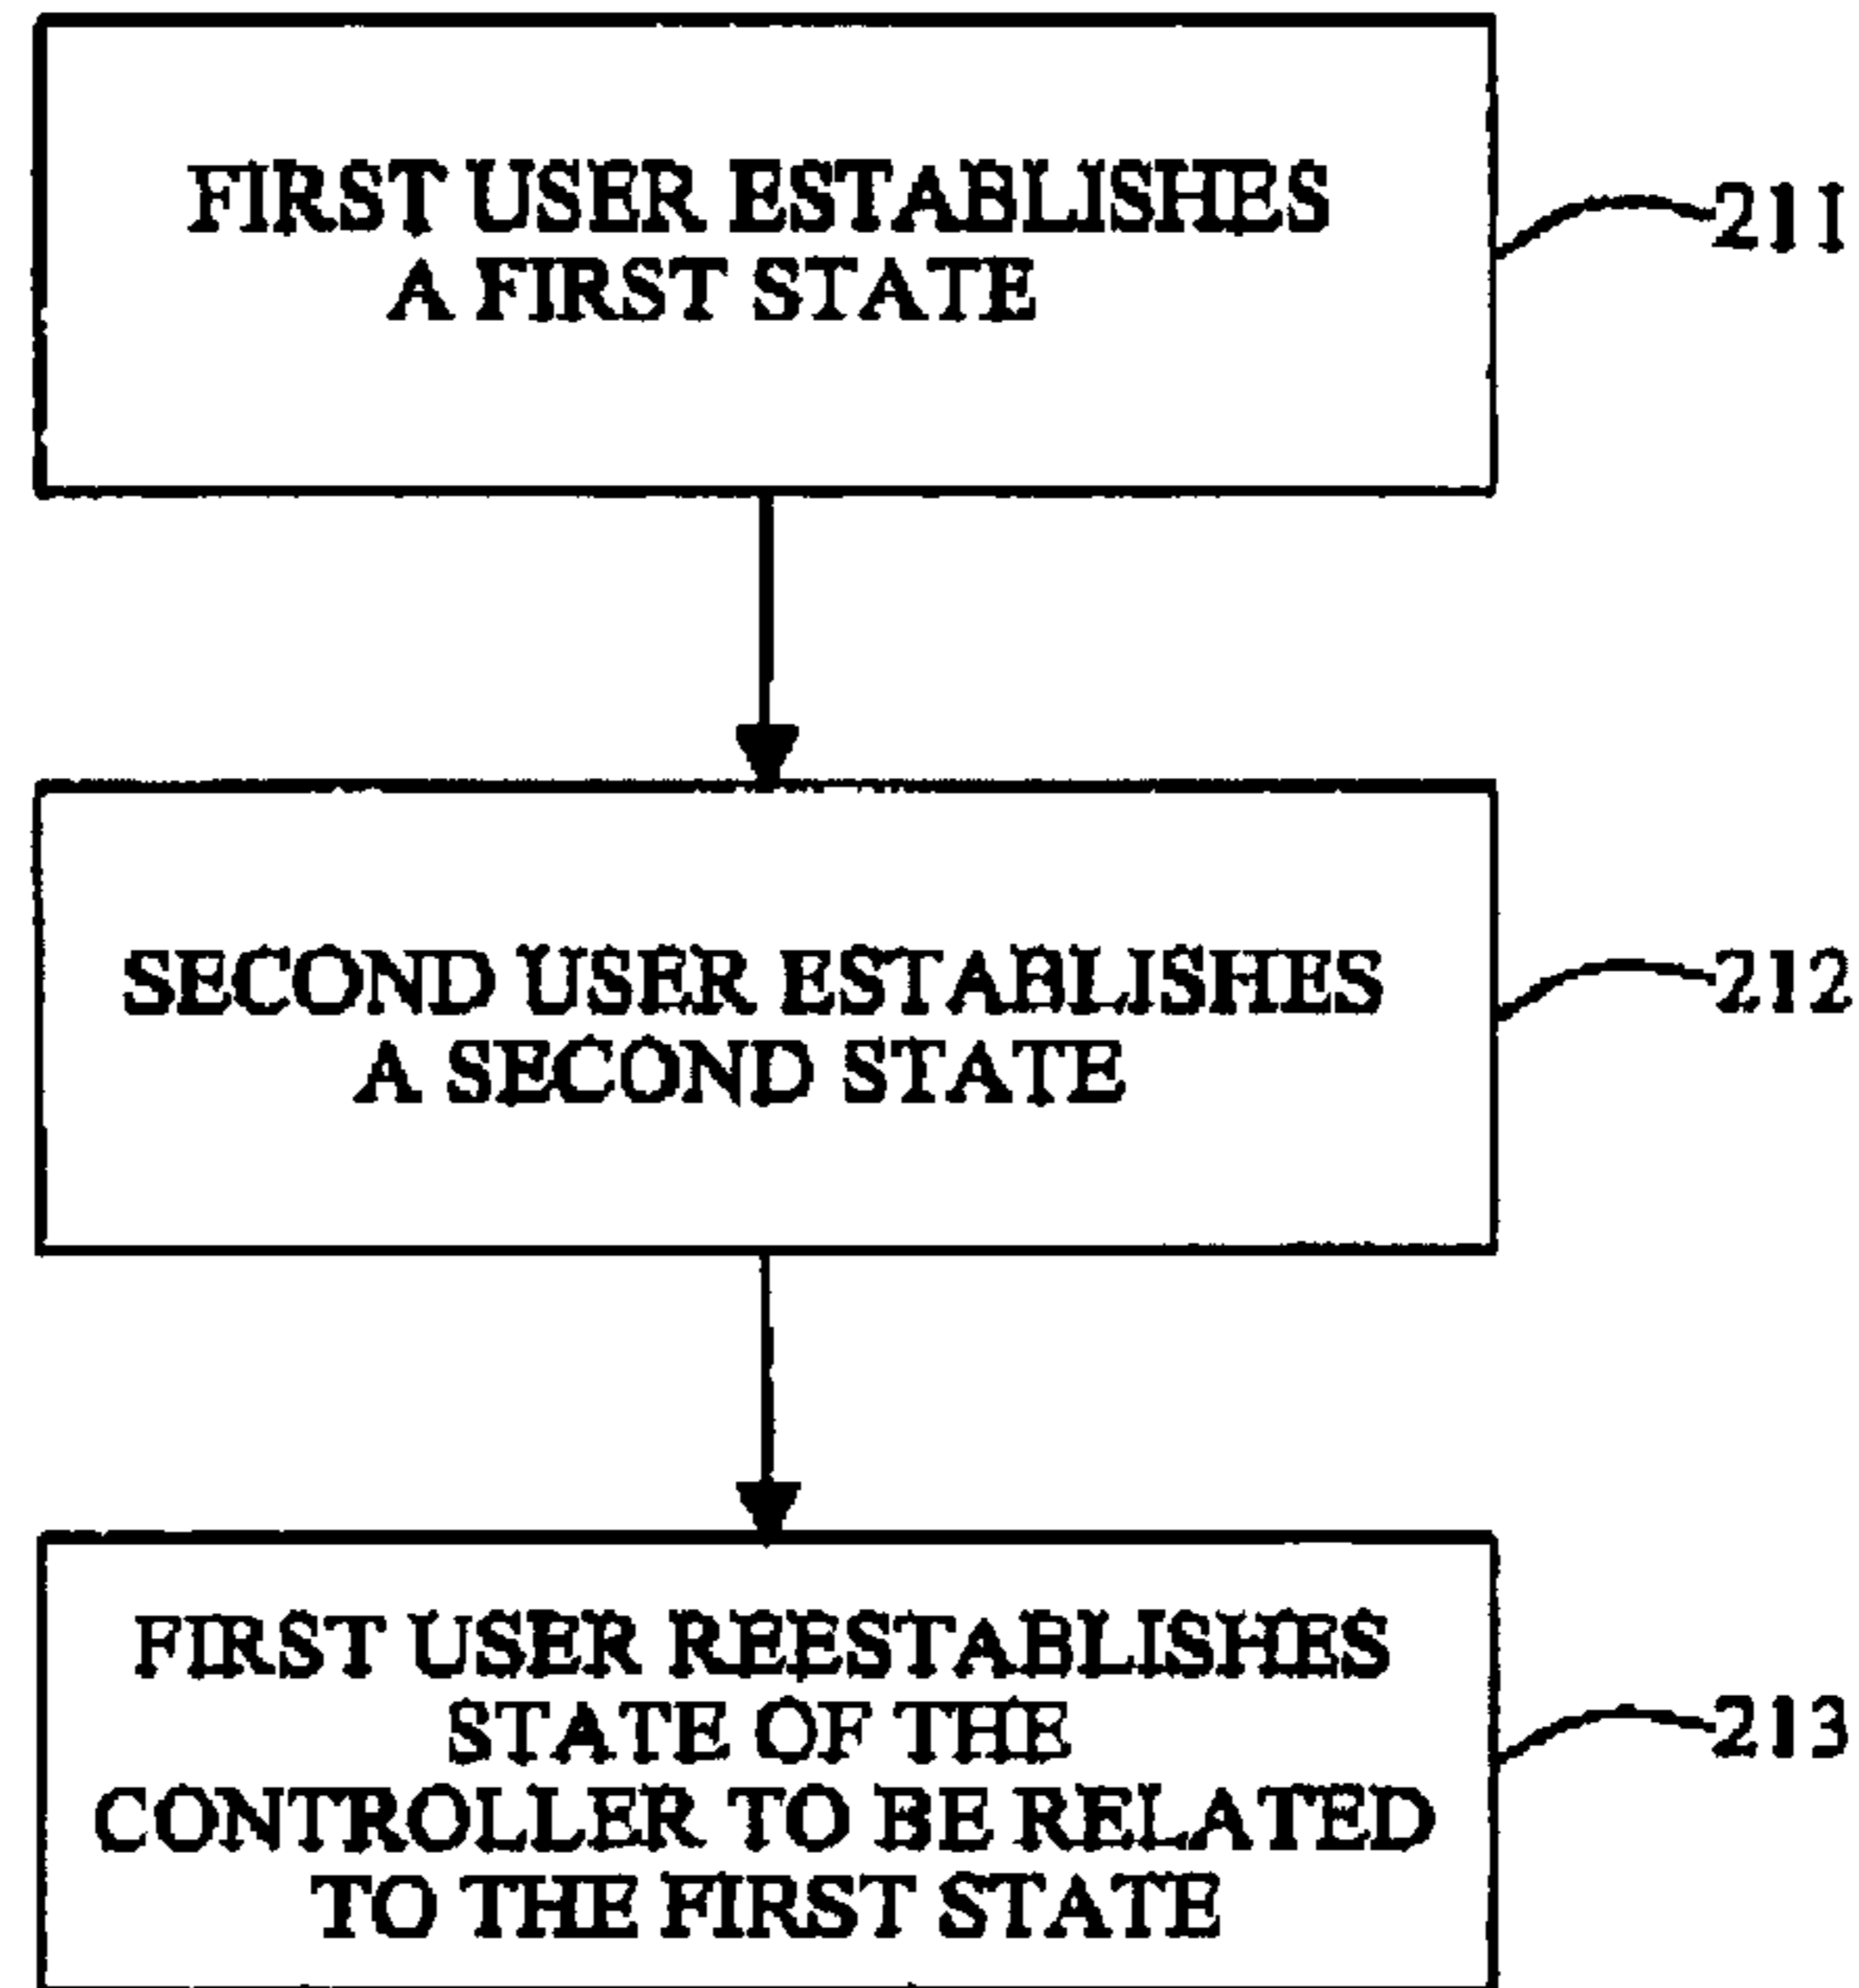 FIRST USER ESTABLISHES
A FIRST STATE
211
SECOND USER ESTABLISHES
A SECOND STATE
212
FIRST USER REESTABLISHES
STATE OF THE
CONTROLLER TO BE RELATED
TO THE FIRST STATE
213